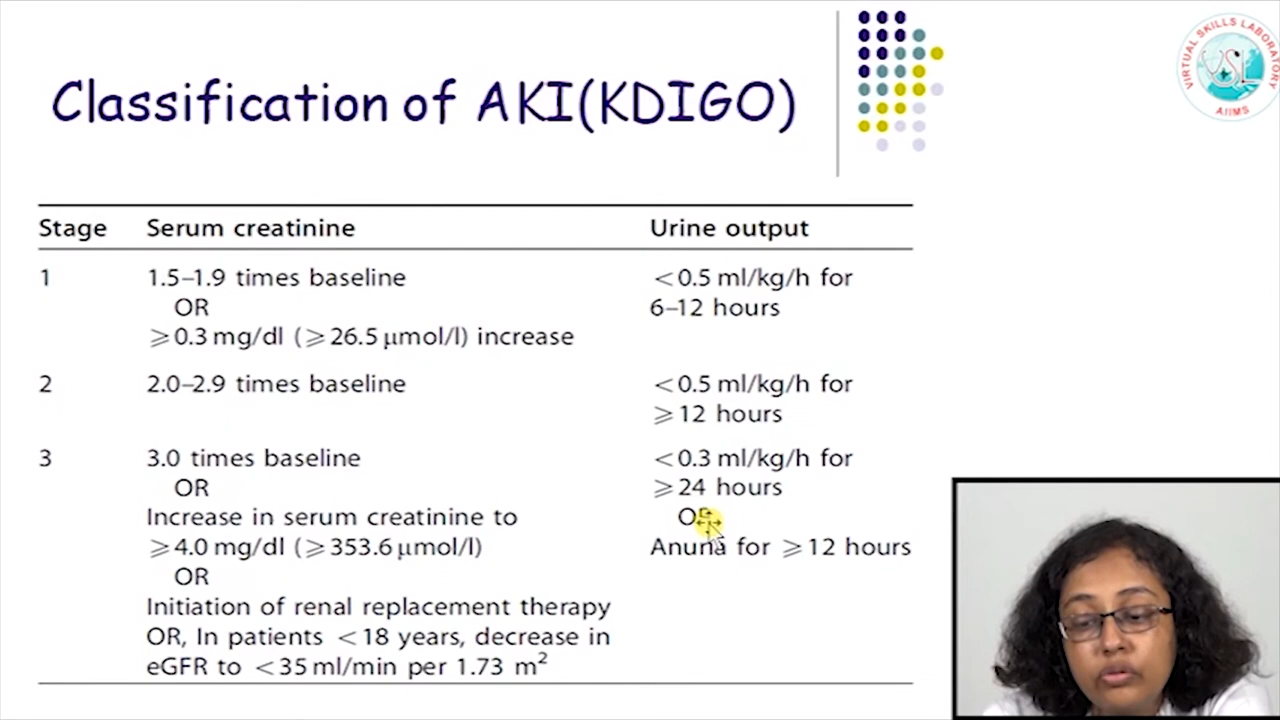 Classification of AKI(KDIGO)
VIRTUAL SKILLS LABORATORY
VSL
AIIMS
Stage Serum creatinine Urine output
1 1.5–1.9 times baseline <0.5 ml/kg/h for
OR 6–12 hours
⩾0.3 mg/dl (⩾26.5 μmol/l) increase
2 2.0–2.9 times baseline <0.5 ml/kg/h for
⩾12 hours
3 3.0 times baseline <0.3 ml/kg/h for
OR ⩾24 hours
Increase in serum creatinine to
⩾4.0 mg/dl (⩾353.6 μmol/l) for ⩾12 hours
OR
Initiation of renal replacement therapy
OR, In patients <18 years, decrease in
eGFR to <35 ml/min per 1.73 m²